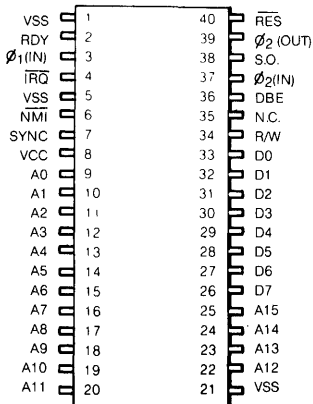 VSS 1 40 R̅E̅S̅
RDY 2 39 Ø2 (OUT)
Ø1(IN) 3 38 S.O.
I̅R̅Q̅ 4 37 Ø2(IN)
VSS 5 36 DBE
N̅M̅I̅ 6 35 N.C.
SYNC 7 34 R/W
VCC 8 33 D0
A0 9 32 D1
A1 10 31 D2
A2 11 30 D3
A3 12 29 D4
A4 13 28 D5
A5 14 27 D6
A6 15 26 D7
A7 16 25 A15
A8 17 24 A14
A9 18 23 A13
A10 19 22 A12
A11 20 21 VSS